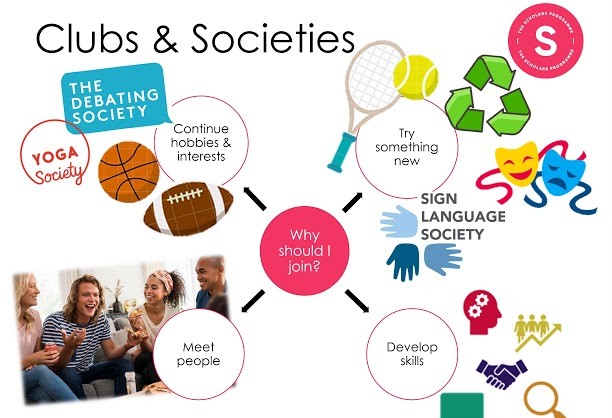 Clubs & Societies
THE SCHOLARS PROGRAMME
S
THE SCHOLARS PROGRAMME
THE
DEBATING
SOCIETY
Continue
hobbies &
interests
YOGA
Society
Try
something
new
SIGN
LANGUAGE
SOCIETY
Why
should I
join?
Meet
people
Develop
skills